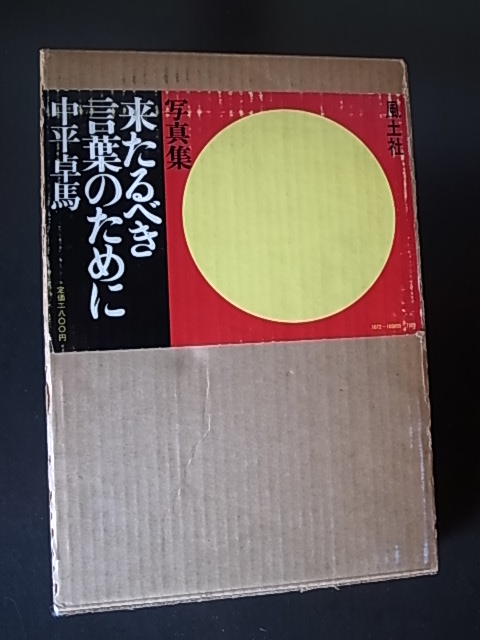 風土社
写真集
来たるべき
言葉のために
中平卓馬
定価二八〇〇円